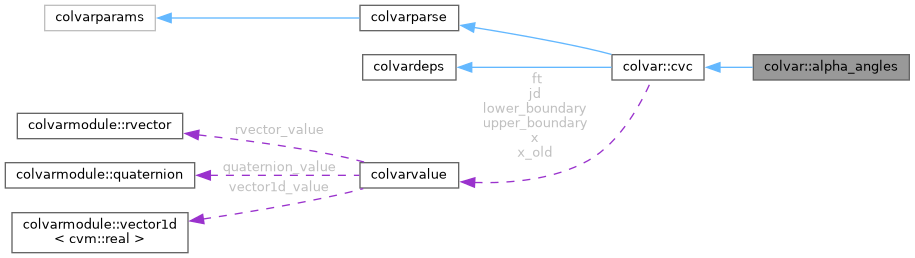 colvarparams
colvarparse
colvardeps
colvar::cvc
colvar::alpha_angles
ft
jd
lower_boundary
upper_boundary
x
x_old
colvarmodule::rvector
rvector_value
colvarmodule::quaternion
quaternion_value
colvarvalue
vector1d_value
colvarmodule::vector1d
< cvm::real >